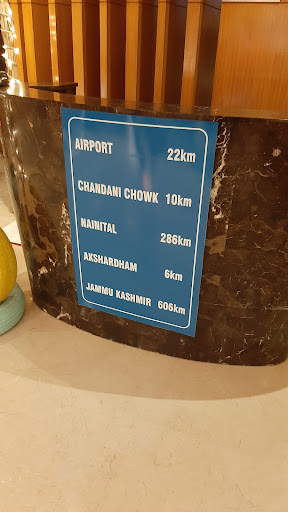 AIRPORT 22km
CHANDANI CHOWK 10km
NAINITAL 286km
AKSHARDHAM 6km
JAMMU KASHMIR 606km